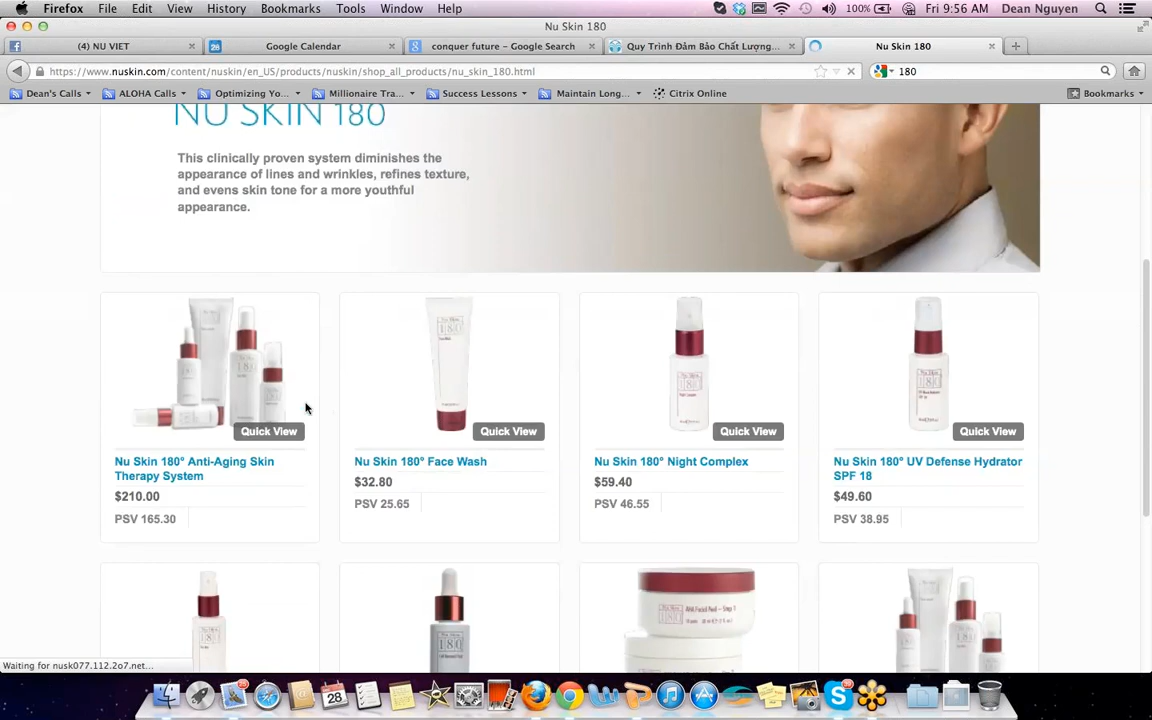 Firefox File Edit View History Bookmarks Tools Window Help 100% Fri 9:56 AM Dean Nguyen
Nu Skin 180
(4) NU VIET Google Calendar conquer future – Google Search Quy Trình Đảm Bảo Chất Lượng... Nu Skin 180
https://www.nuskin.com/content/nuskin/en_US/products/nuskin/shop_all_products/nu_skin_180.html 180
Dean's Calls ALOHA Calls Optimizing Yo... Millionaire Tra... Success Lessons Maintain Long... Citrix Online Bookmarks
NU SKIN 180
This clinically proven system diminishes the
appearance of lines and wrinkles, refines texture,
and evens skin tone for a more youthful
appearance.
Quick View Quick View Quick View Quick View
Nu Skin 180° Anti-Aging Skin
Therapy System
$210.00
PSV 165.30
Nu Skin 180° Face Wash
$32.80
PSV 25.65
Nu Skin 180° Night Complex
$59.40
PSV 46.55
Nu Skin 180° UV Defense Hydrator
SPF 18
$49.60
PSV 38.95
AHA Facial Peel – Step 1
Waiting for nusk077.112.2o7.net...